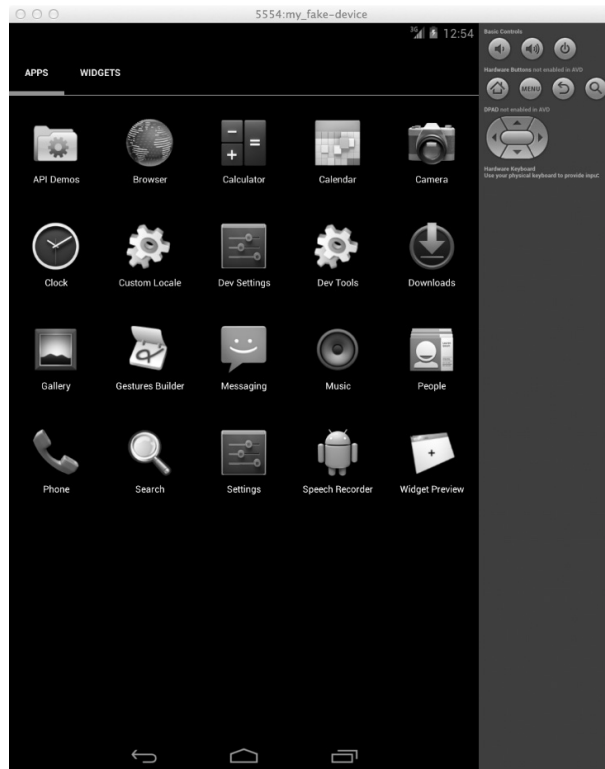 5554:my_fake-device
3G 12:54
APPS WIDGETS
API Demos Browser Calculator Calendar Camera
Clock Custom Locale Dev Settings Dev Tools Downloads
Gallery Gestures Builder Messaging Music People
Phone Search Settings Speech Recorder Widget Preview
Basic Controls
Hardware Buttons not enabled in AVD
MENU
DPAD not enabled in AVD
Hardware Keyboard
Use your physical keyboard to provide input